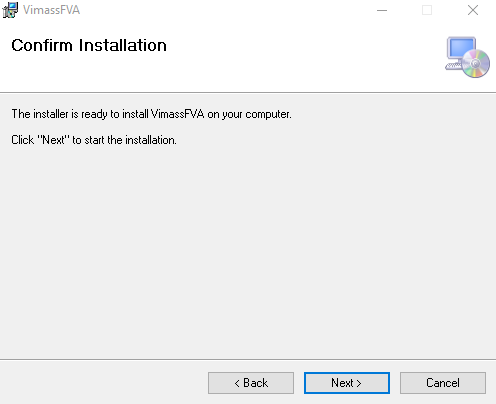 VimassFVA
Confirm Installation
The installer is ready to install VimassFVA on your computer.
Click "Next" to start the installation.
< Back
Next >
Cancel